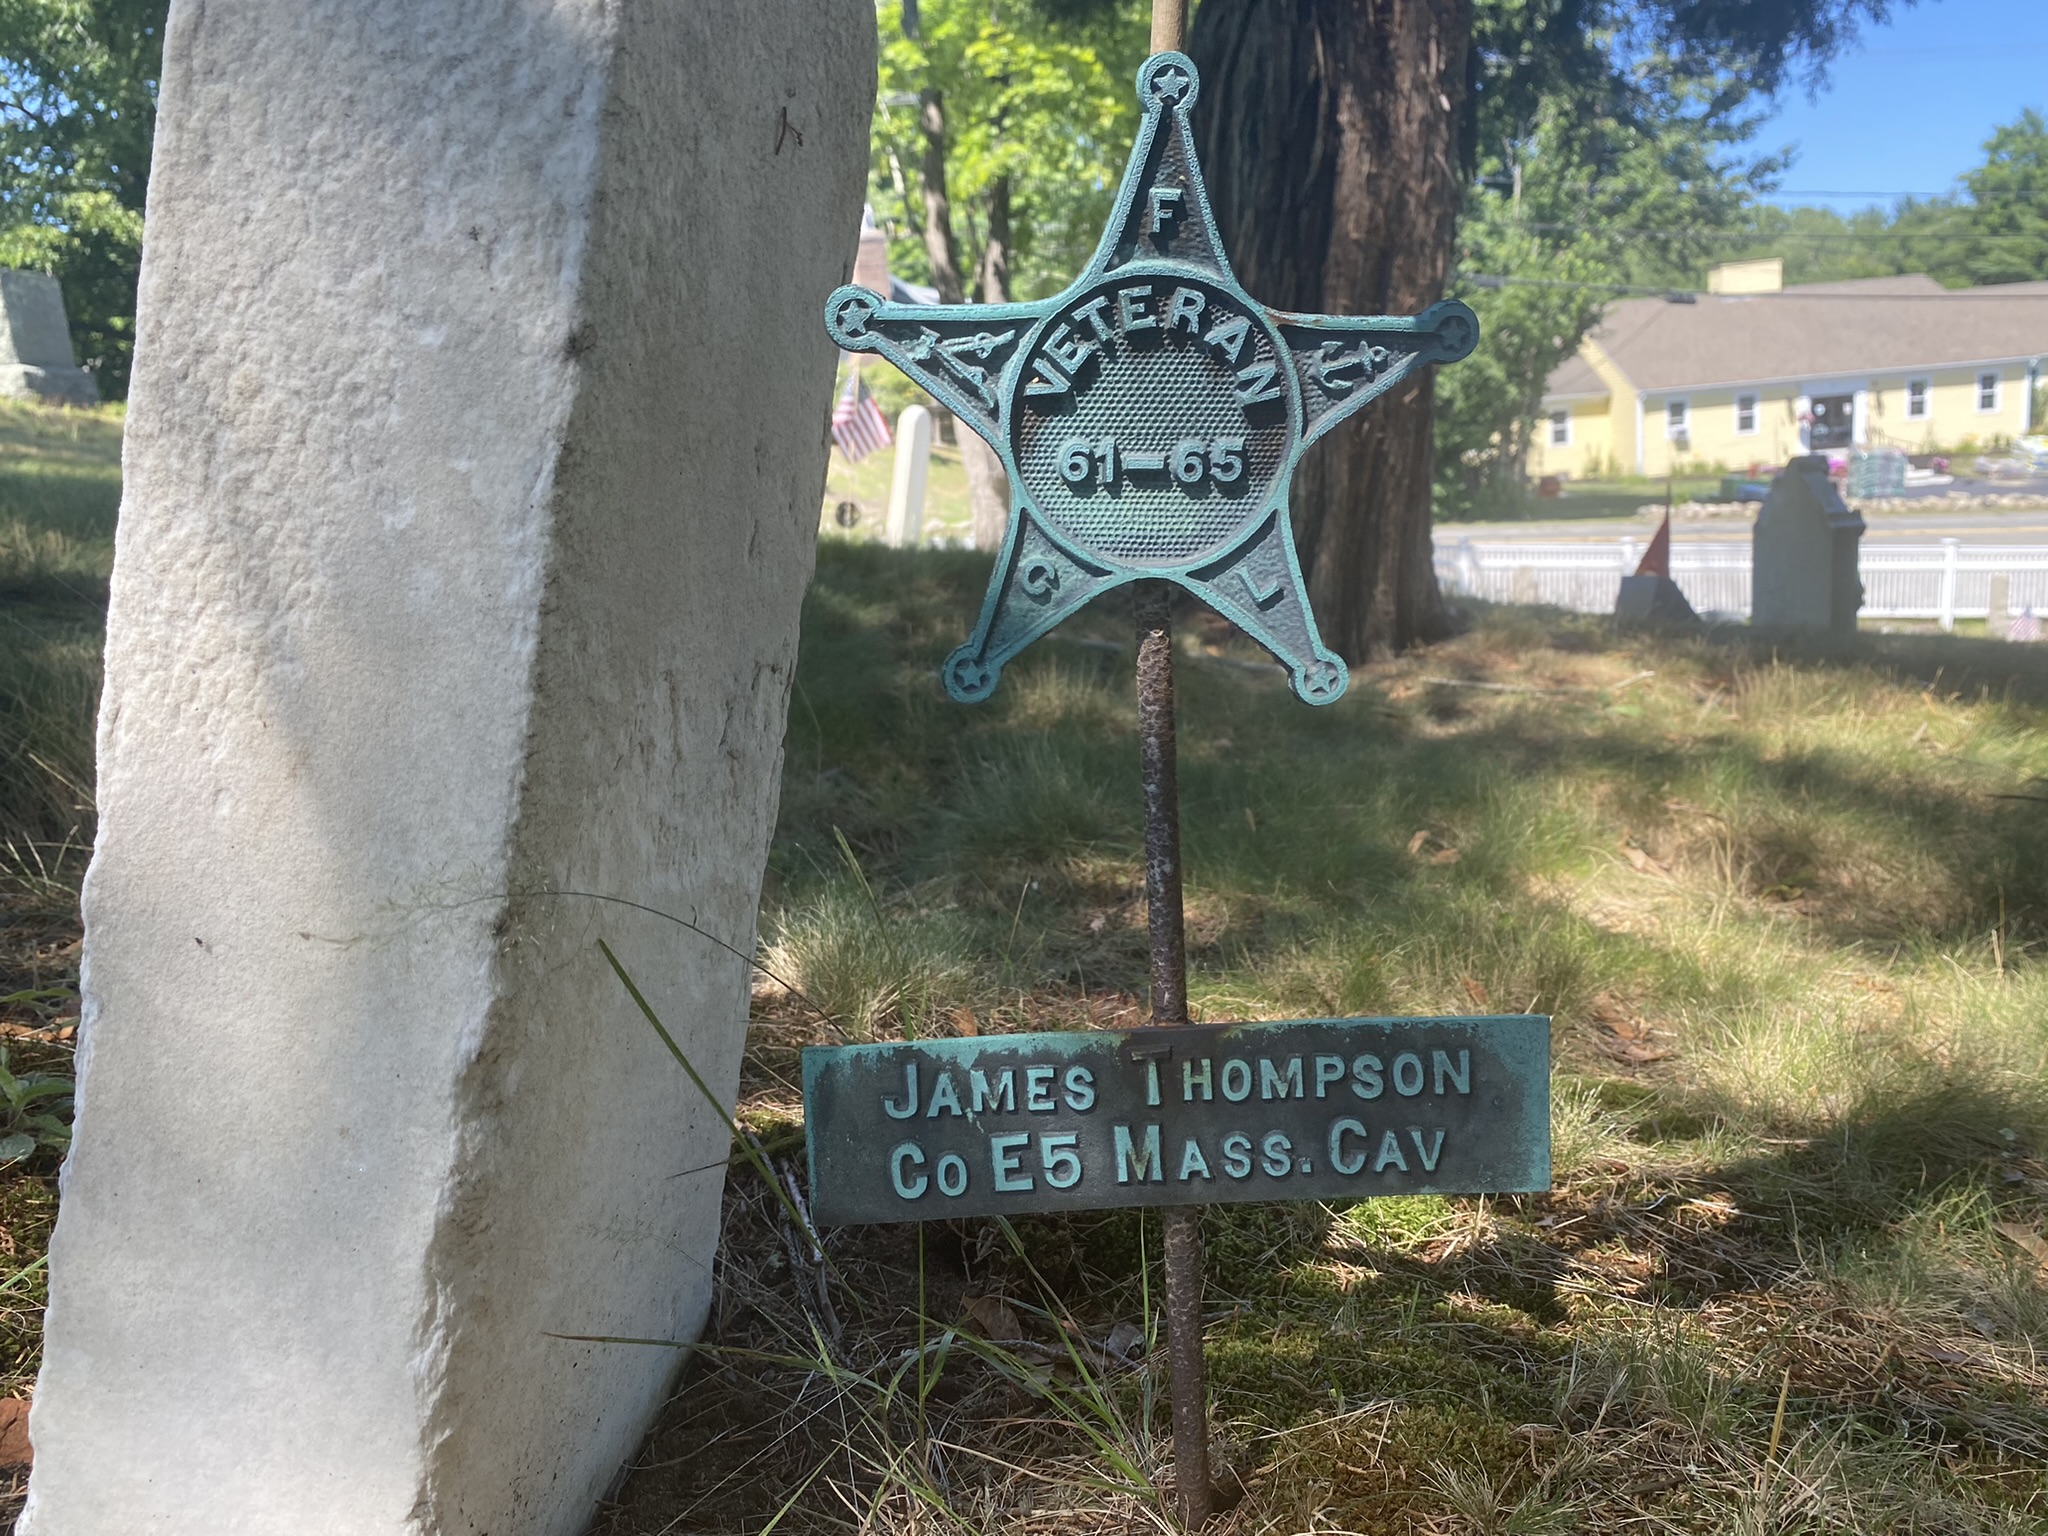 F
VETERAN
61-65
C L
JAMES THOMPSON
CO E5 MASS. CAV